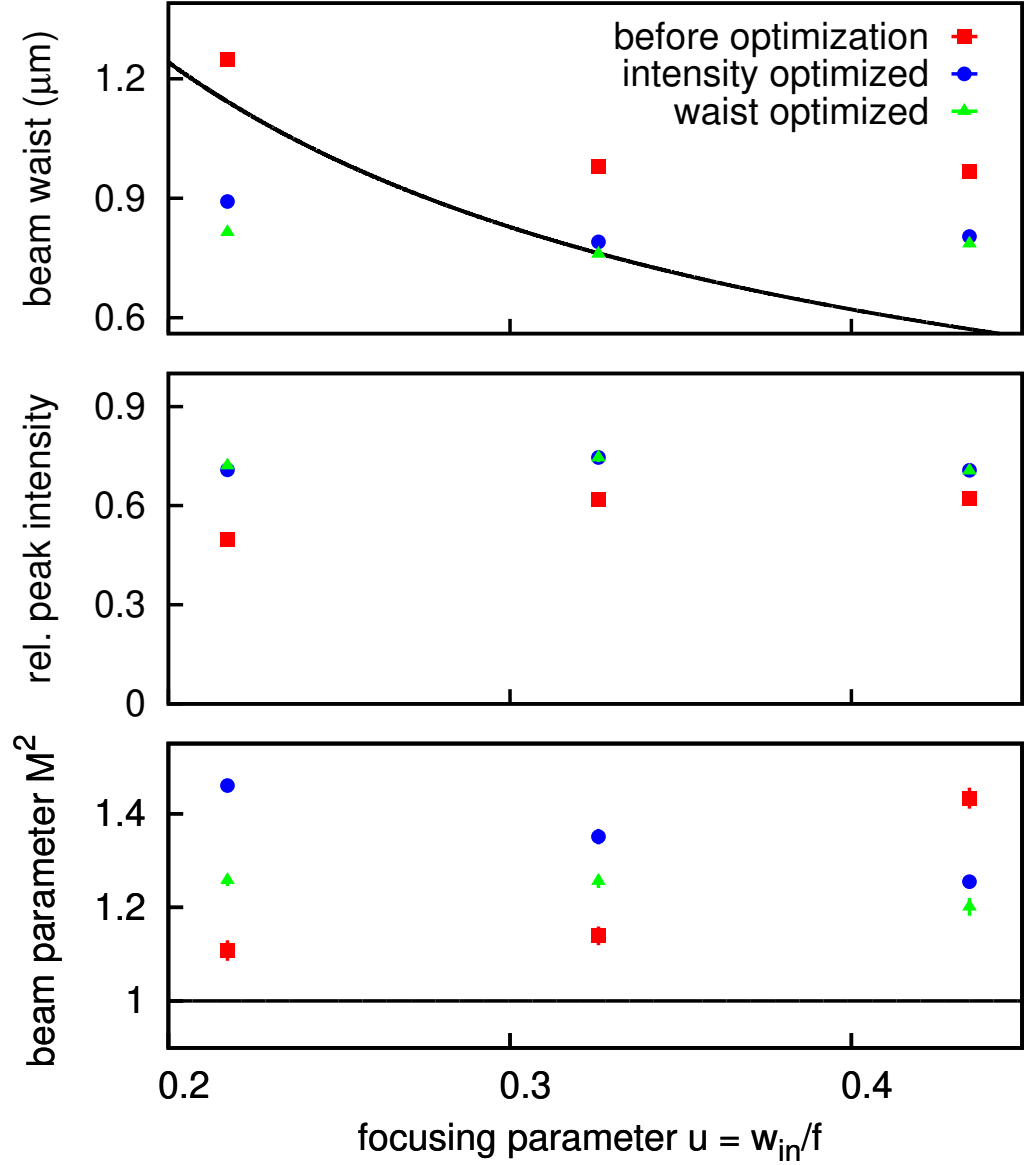 before optimization
intensity optimized
waist optimized
beam waist (μm)
1.2
0.9
0.6
rel. peak intensity
0.9
0.6
0.3
0
beam parameter M²
1.4
1.2
1
0.2 0.3 0.4
focusing parameter u = w_in/f